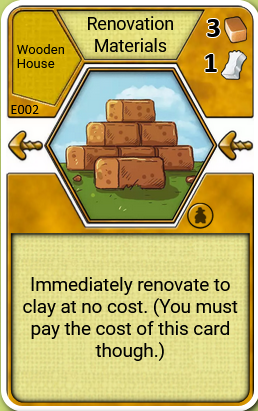 Renovation
Materials
3
1
Wooden
House
E002
Immediately renovate to
clay at no cost. (You must
pay the cost of this card
though.)